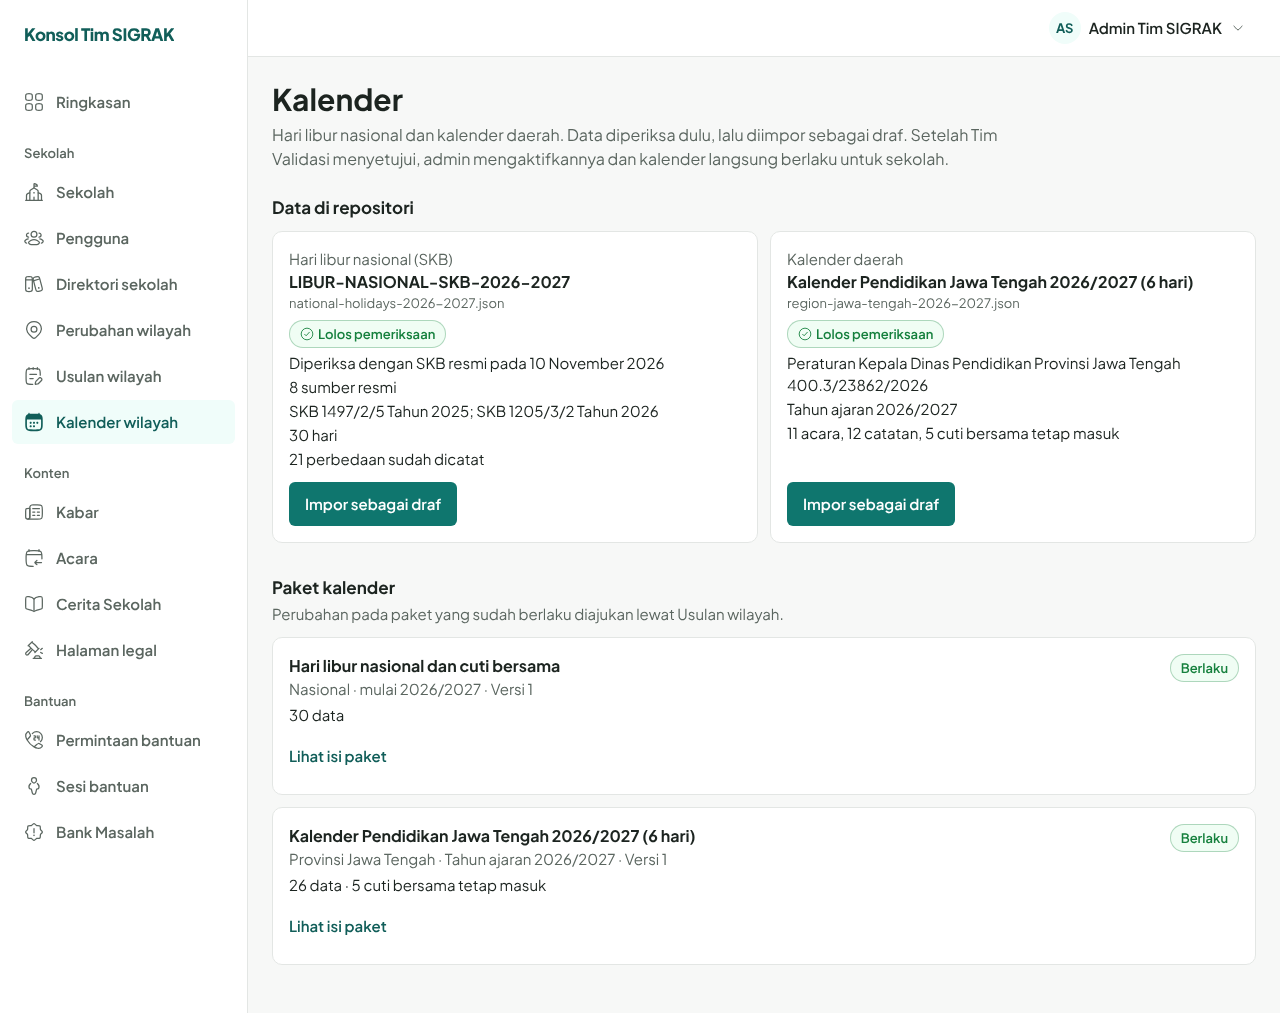 Konsol Tim SIGRAK
AS
Admin Tim SIGRAK
Ringkasan
Sekolah
Sekolah
Pengguna
Direktori sekolah
Perubahan wilayah
Usulan wilayah
Kalender wilayah
Konten
Kabar
Acara
Cerita Sekolah
Halaman legal
Bantuan
Permintaan bantuan
Sesi bantuan
Bank Masalah
Kalender
Hari libur nasional dan kalender daerah. Data diperiksa dulu, lalu diimpor sebagai draf. Setelah Tim
Validasi menyetujui, admin mengaktifkannya dan kalender langsung berlaku untuk sekolah.
Data di repositori
Hari libur nasional (SKB)
LIBUR-NASIONAL-SKB-2026-2027
national-holidays-2026-2027.json
Lolos pemeriksaan
Diperiksa dengan SKB resmi pada 10 November 2026
8 sumber resmi
SKB 1497/2/5 Tahun 2025; SKB 1205/3/2 Tahun 2026
30 hari
21 perbedaan sudah dicatat
Impor sebagai draf
Kalender daerah
Kalender Pendidikan Jawa Tengah 2026/2027 (6 hari)
region-jawa-tengah-2026-2027.json
Lolos pemeriksaan
Peraturan Kepala Dinas Pendidikan Provinsi Jawa Tengah
400.3/23862/2026
Tahun ajaran 2026/2027
11 acara, 12 catatan, 5 cuti bersama tetap masuk
Impor sebagai draf
Paket kalender
Perubahan pada paket yang sudah berlaku diajukan lewat Usulan wilayah.
Hari libur nasional dan cuti bersama
Berlaku
Nasional · mulai 2026/2027 · Versi 1
30 data
Lihat isi paket
Kalender Pendidikan Jawa Tengah 2026/2027 (6 hari)
Berlaku
Provinsi Jawa Tengah · Tahun ajaran 2026/2027 · Versi 1
26 data · 5 cuti bersama tetap masuk
Lihat isi paket